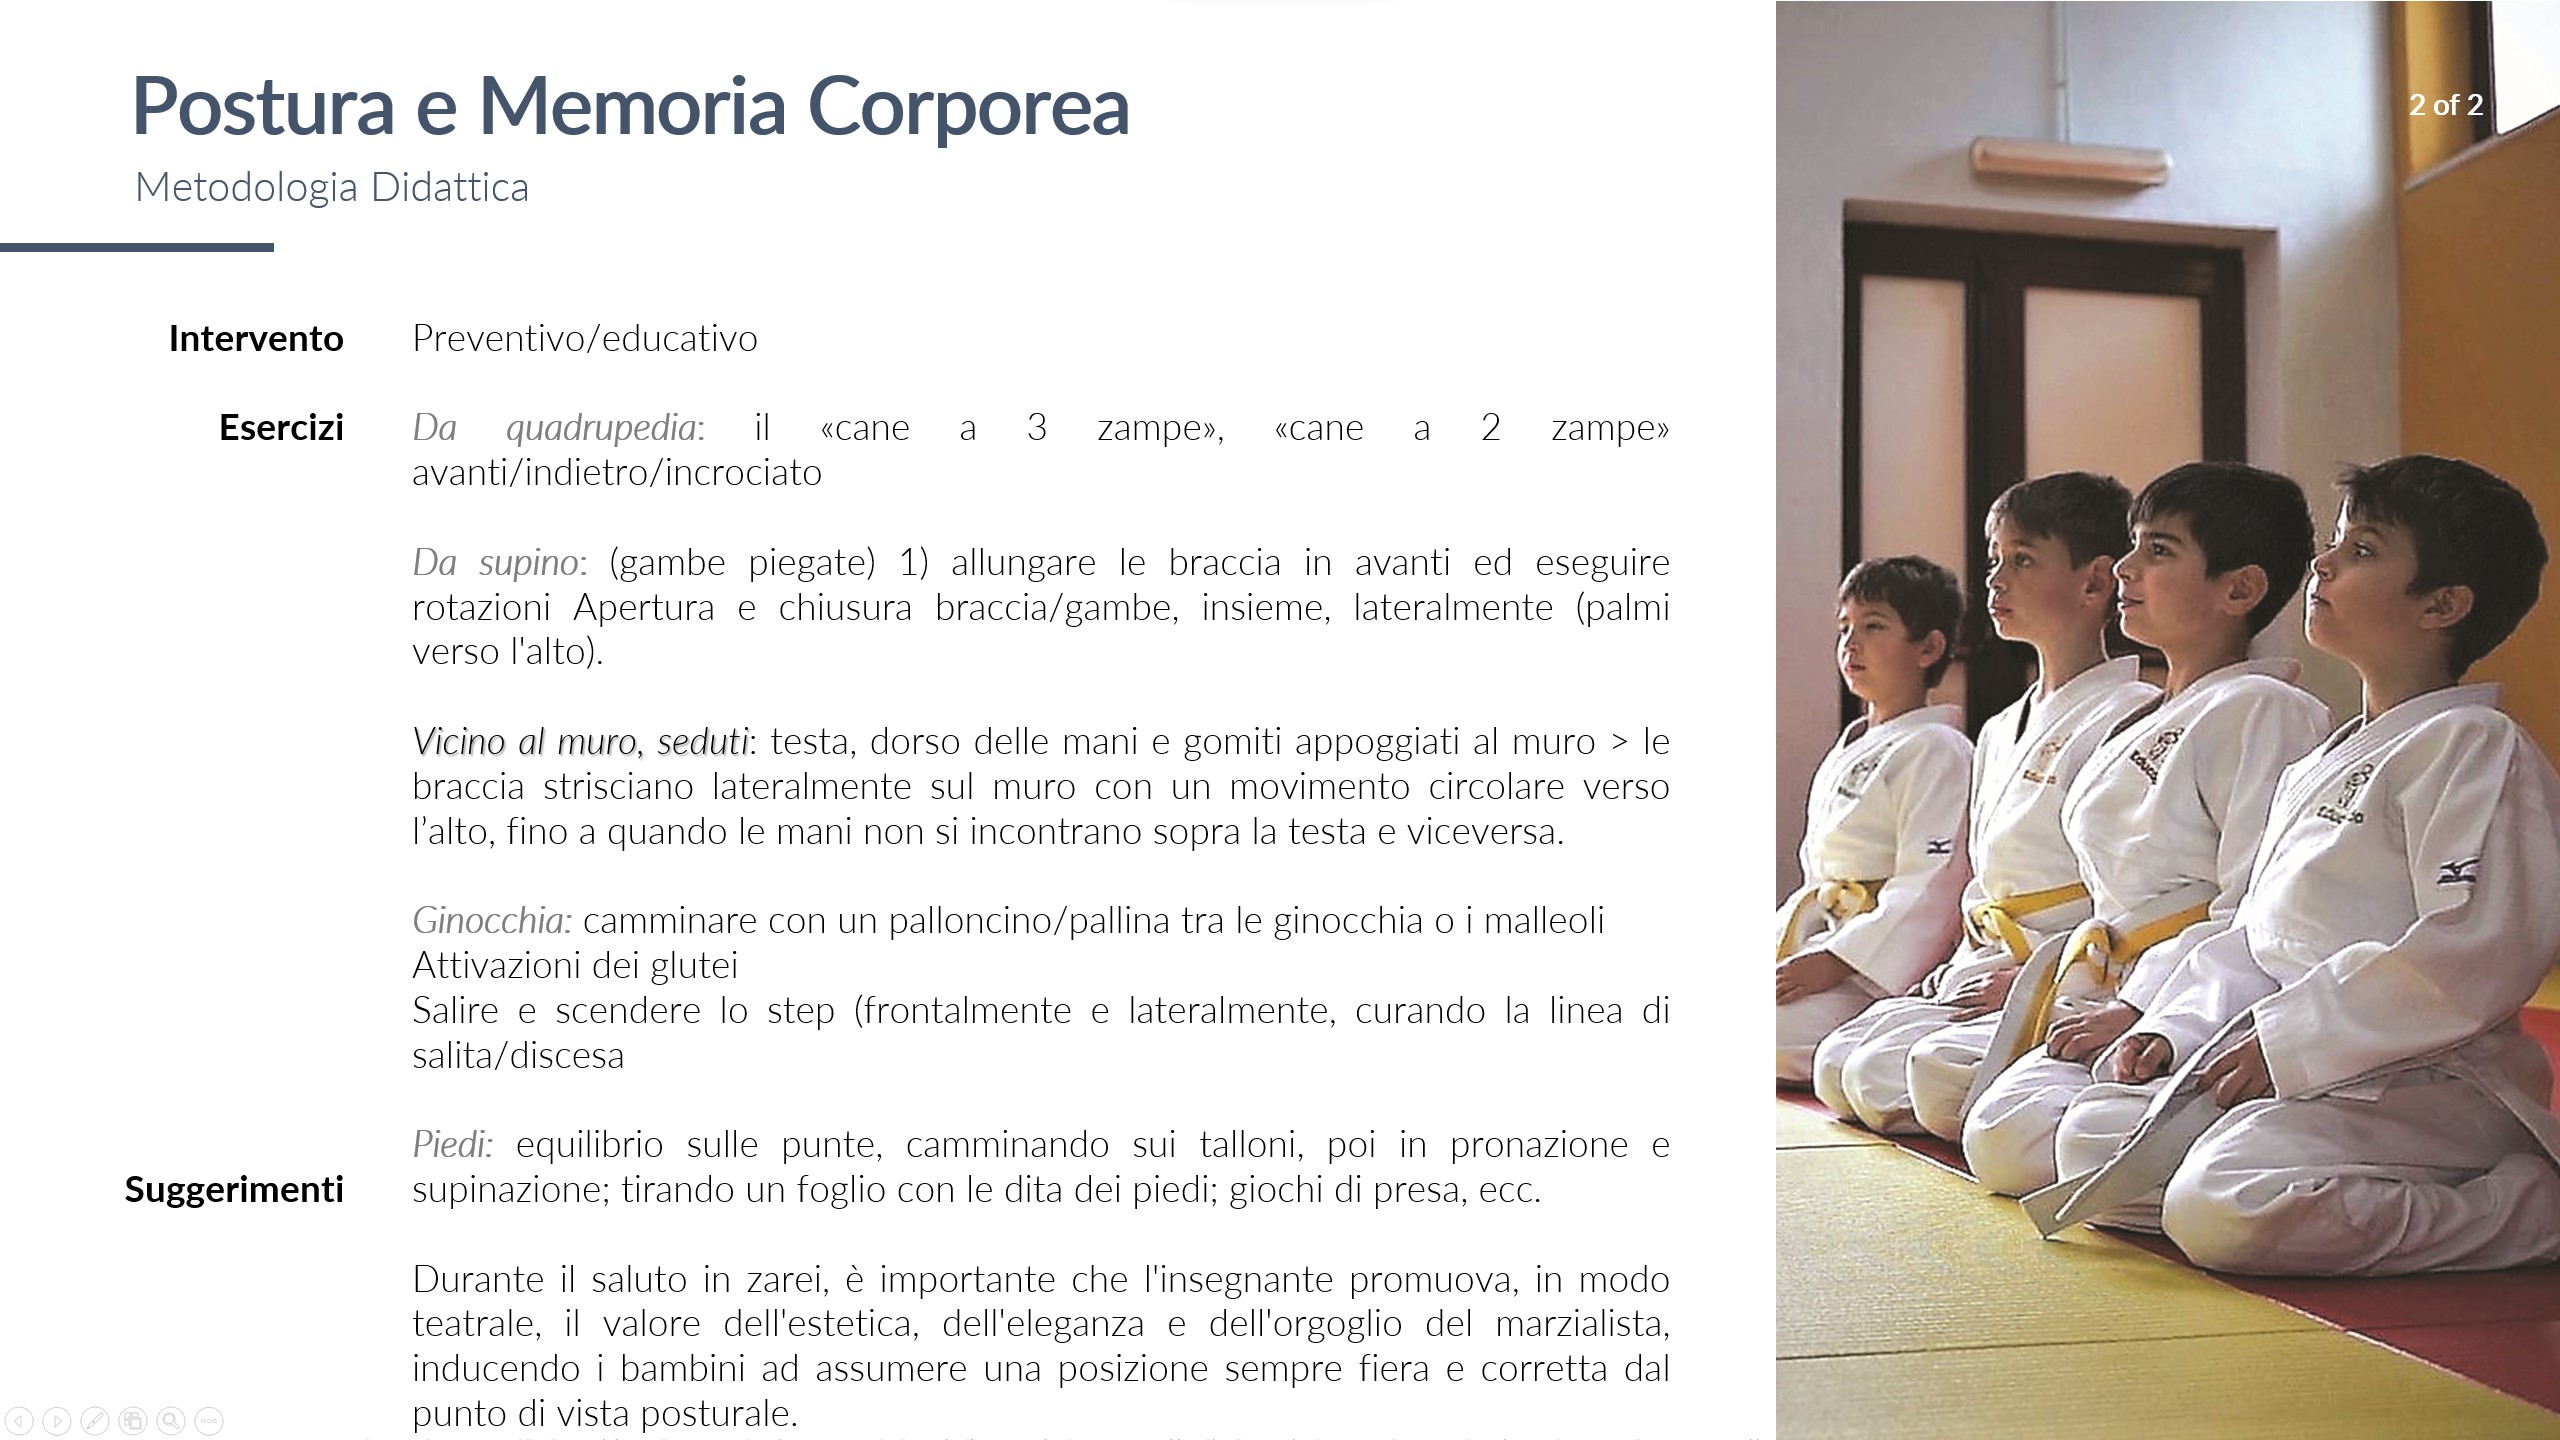 Postura e Memoria Corporea
2 of 2
Metodologia Didattica
Intervento Preventivo/educativo
Esercizi Da quadrupedia: il «cane a 3 zampe», «cane a 2 zampe»
avanti/indietro/incrociato
Da supino: (gambe piegate) 1) allungare le braccia in avanti ed eseguire
rotazioni Apertura e chiusura braccia/gambe, insieme, lateralmente (palmi
verso l'alto).
Vicino al muro, seduti: testa, dorso delle mani e gomiti appoggiati al muro > le
braccia strisciano lateralmente sul muro con un movimento circolare verso
l’alto, fino a quando le mani non si incontrano sopra la testa e viceversa.
Ginocchia: camminare con un palloncino/pallina tra le ginocchia o i malleoli
Attivazioni dei glutei
Salire e scendere lo step (frontalmente e lateralmente, curando la linea di
salita/discesa
Piedi: equilibrio sulle punte, camminando sui talloni, poi in pronazione e
Suggerimenti supinazione; tirando un foglio con le dita dei piedi; giochi di presa, ecc.
Durante il saluto in zarei, è importante che l'insegnante promuova, in modo
teatrale, il valore dell'estetica, dell'eleganza e dell'orgoglio del marzialista,
inducendo i bambini ad assumere una posizione sempre fiera e corretta dal
punto di vista posturale.